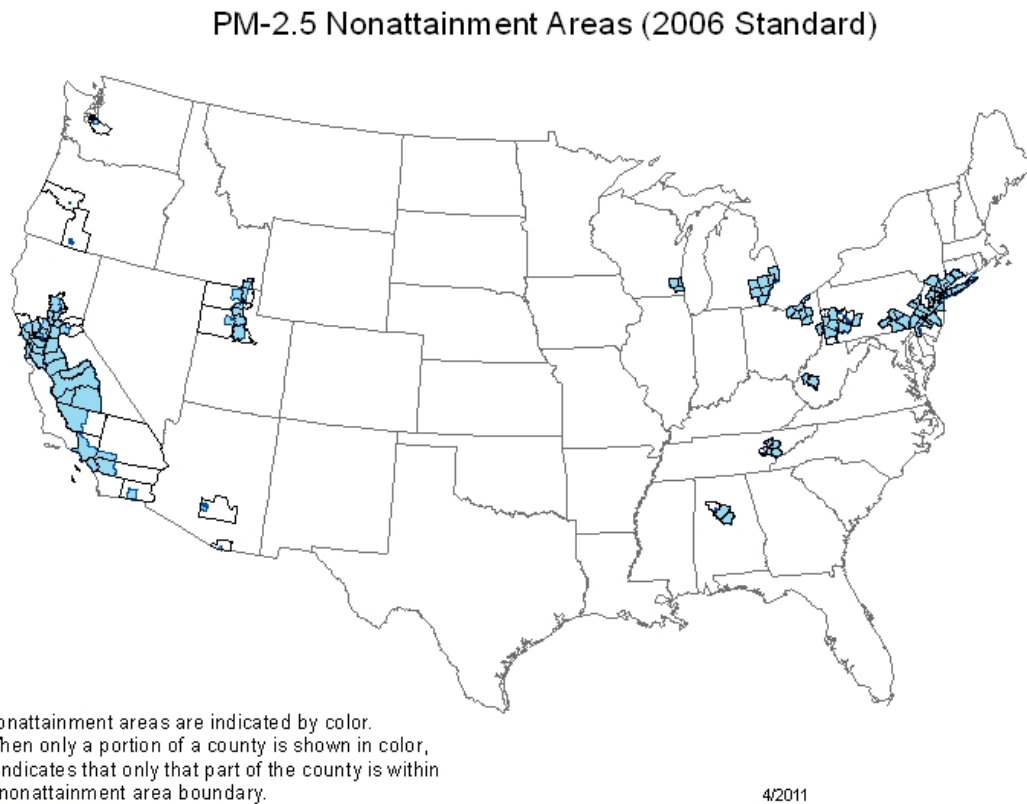 PM-2.5 Nonattainment Areas (2006 Standard)
onattainment areas are indicated by color.
hen only a portion of a county is shown in color,
indicates that only that part of the county is within
nonattainment area boundary.
4/2011